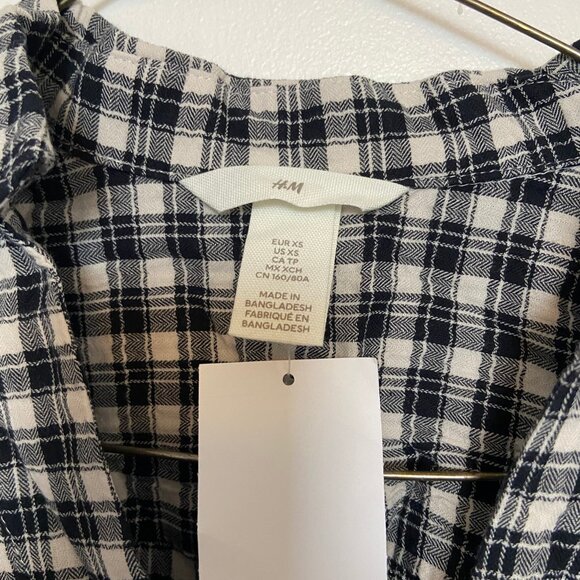 H&M
EUR XS
US XS
CA TP
MX XCH
CN 160/80A
MADE IN
BANGLADESH
FABRIQUÉ EN
BANGLADESH